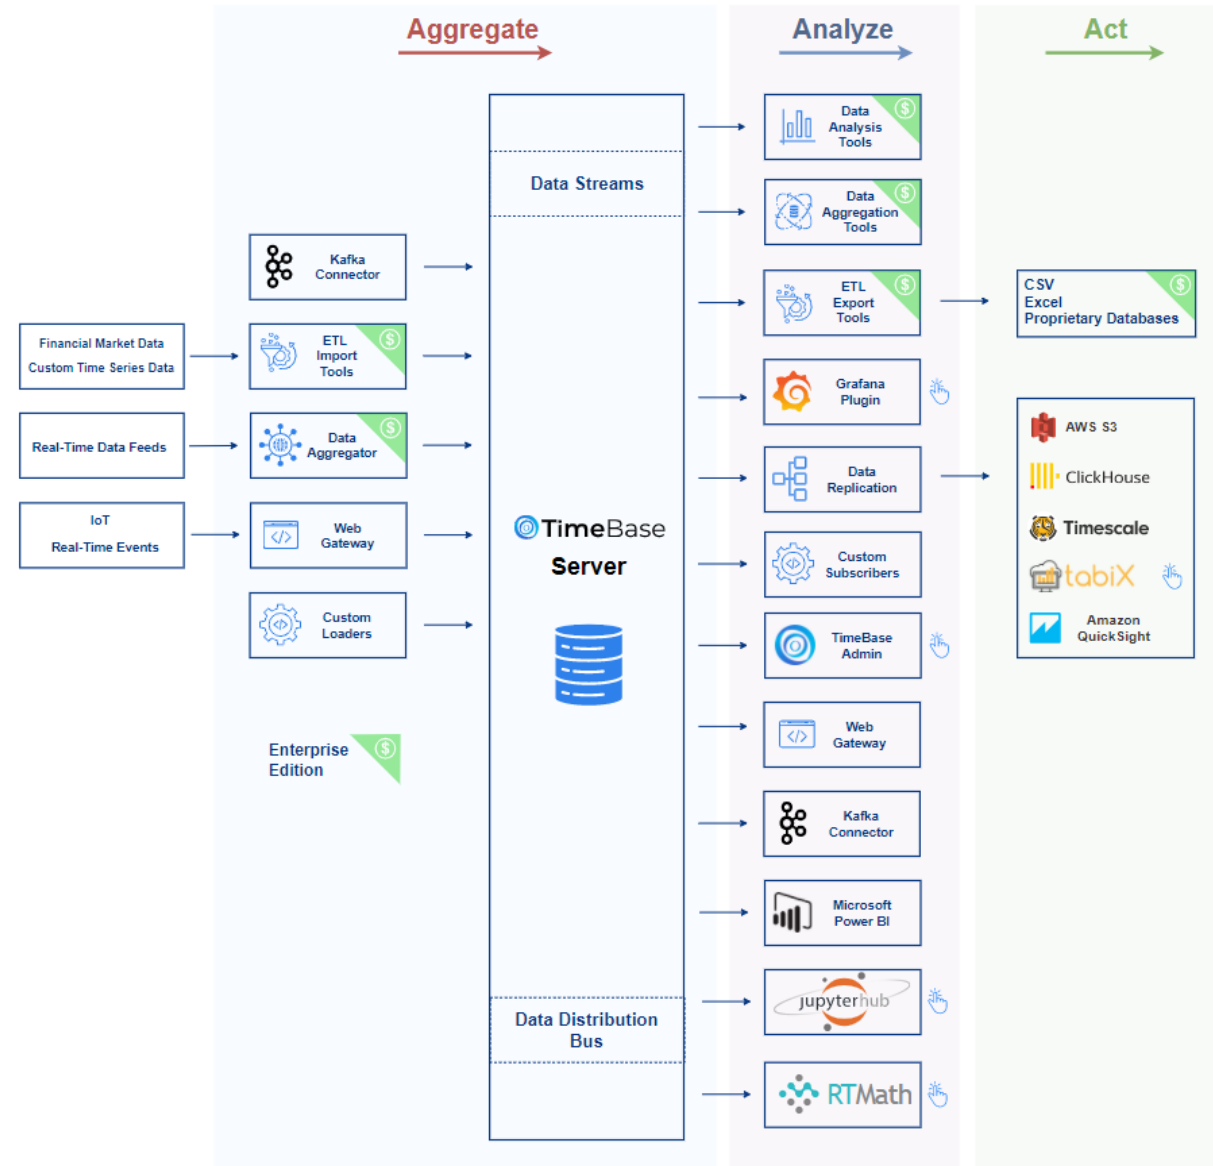 Aggregate
Analyze
Act
Data
Analysis
Tools
Data Streams
Data
Aggregation
Tools
Kafka
Connector
ETL
Export
Tools
CSV
Excel
Proprietary Databases
Financial Market Data
Custom Time Series Data
ETL
Import
Tools
Grafana
Plugin
Real-Time Data Feeds
Data
Aggregator
Data
Replication
AWS S3
ClickHouse
Timescale
tabiX
Amazon
QuickSight
IoT
Real-Time Events
Web
Gateway
TimeBase
Server
Custom
Subscribers
Custom
Loaders
TimeBase
Admin
Enterprise
Edition
Web
Gateway
Kafka
Connector
Microsoft
Power BI
Data Distribution
Bus
jupyterhub
RTMath